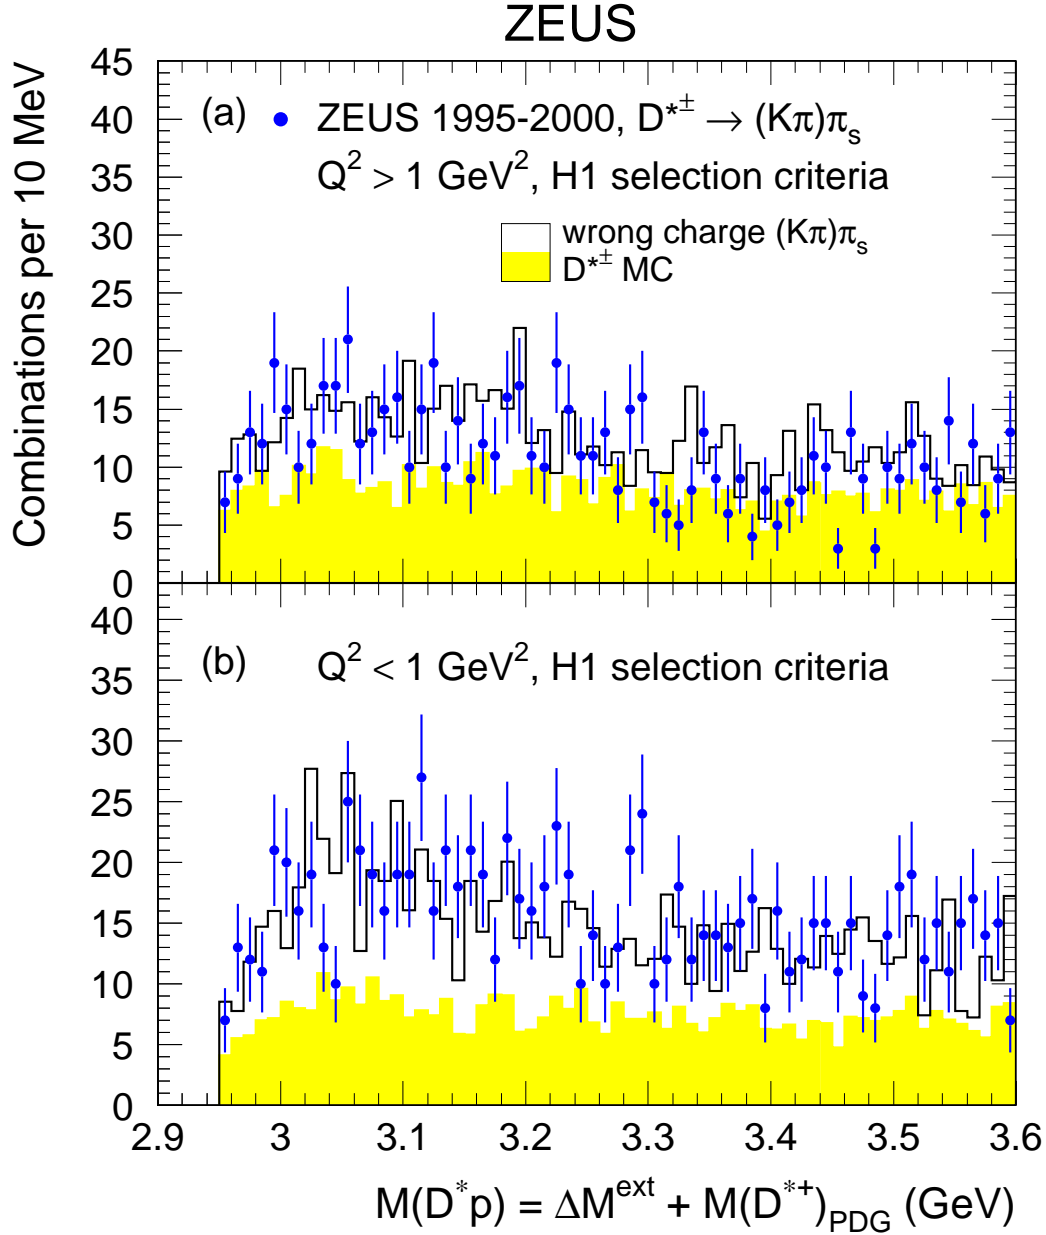 ZEUS
Combinations per 10 MeV
45
40
35
30
25
20
15
10
5
0
(a) ZEUS 1995-2000, D*± → (Kπ)πₛ
Q² > 1 GeV², H1 selection criteria
wrong charge (Kπ)πₛ
D*± MC
40
35
30
25
20
15
10
5
0
(b) Q² < 1 GeV², H1 selection criteria
2.9 3 3.1 3.2 3.3 3.4 3.5 3.6
M(D*p) = ΔM^ext + M(D*+)_PDG (GeV)